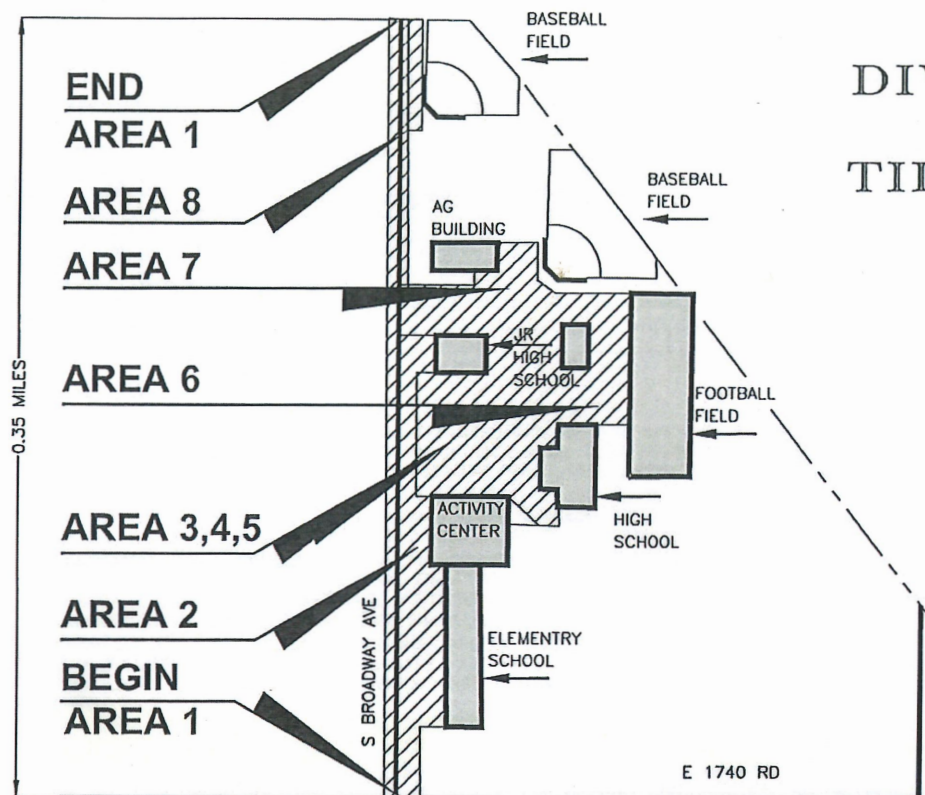 BASEBALL
FIELD
DIV
END
AREA 1
AREA 8
AG
BUILDING
BASEBALL
FIELD
AREA 7
JR
HIGH
SCHOOL
0.35 MILES
AREA 6
FOOTBALL
FIELD
ACTIVITY
CENTER
HIGH
SCHOOL
AREA 3,4,5
AREA 2
S BROADWAY AVE
ELEMENTRY
SCHOOL
BEGIN
AREA 1
E 1740 RD